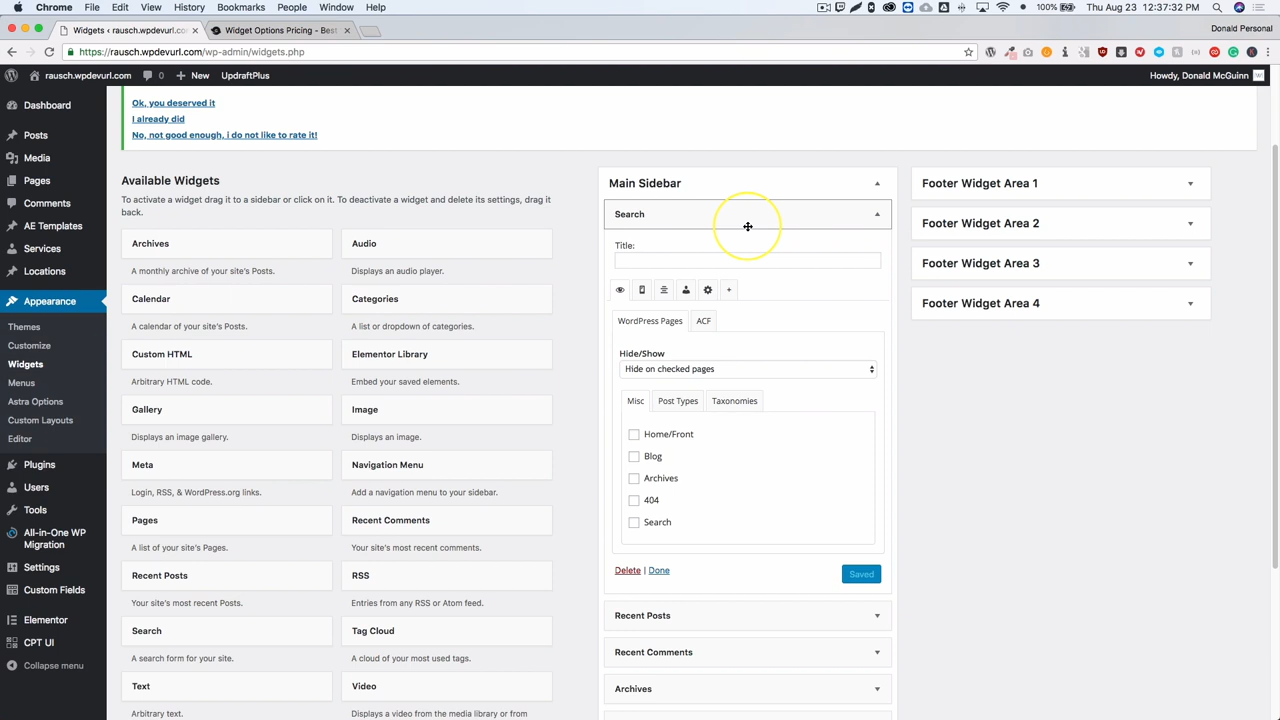 Chrome File Edit View History Bookmarks People Window Help
100% Thu Aug 23 12:37:32 PM
Widgets ‹ rausch.wpdevurl.com
Widget Options Pricing - Best
Donald Personal
https://rausch.wpdevurl.com/wp-admin/widgets.php
rausch.wpdevurl.com 0 + New UpdraftPlus
Howdy, Donald McGuinn
Dashboard
Posts
Media
Pages
Comments
AE Templates
Services
Locations
Appearance
Themes
Customize
Widgets
Menus
Astra Options
Custom Layouts
Editor
Plugins
Users
Tools
All-in-One WP
Migration
Settings
Custom Fields
Elementor
CPT UI
Collapse menu
Ok, you deserved it
I already did
No, not good enough, i do not like to rate it!
Available Widgets
To activate a widget drag it to a sidebar or click on it. To deactivate a widget and delete its settings, drag it
back.
Archives
A monthly archive of your site's Posts.
Audio
Displays an audio player.
Calendar
A calendar of your site's Posts.
Categories
A list or dropdown of categories.
Custom HTML
Arbitrary HTML code.
Elementor Library
Embed your saved elements.
Gallery
Displays an image gallery.
Image
Displays an image.
Meta
Login, RSS, & WordPress.org links.
Navigation Menu
Add a navigation menu to your sidebar.
Pages
A list of your site's Pages.
Recent Comments
Your site's most recent comments.
Recent Posts
Your site's most recent Posts.
RSS
Entries from any RSS or Atom feed.
Search
A search form for your site.
Tag Cloud
A cloud of your most used tags.
Text
Arbitrary text.
Video
Displays a video from the media library or from
Main Sidebar
Search
Title:
WordPress Pages
ACF
Hide/Show
Hide on checked pages
Misc
Post Types
Taxonomies
Home/Front
Blog
Archives
404
Search
Delete | Done
Saved
Recent Posts
Recent Comments
Archives
Footer Widget Area 1
Footer Widget Area 2
Footer Widget Area 3
Footer Widget Area 4